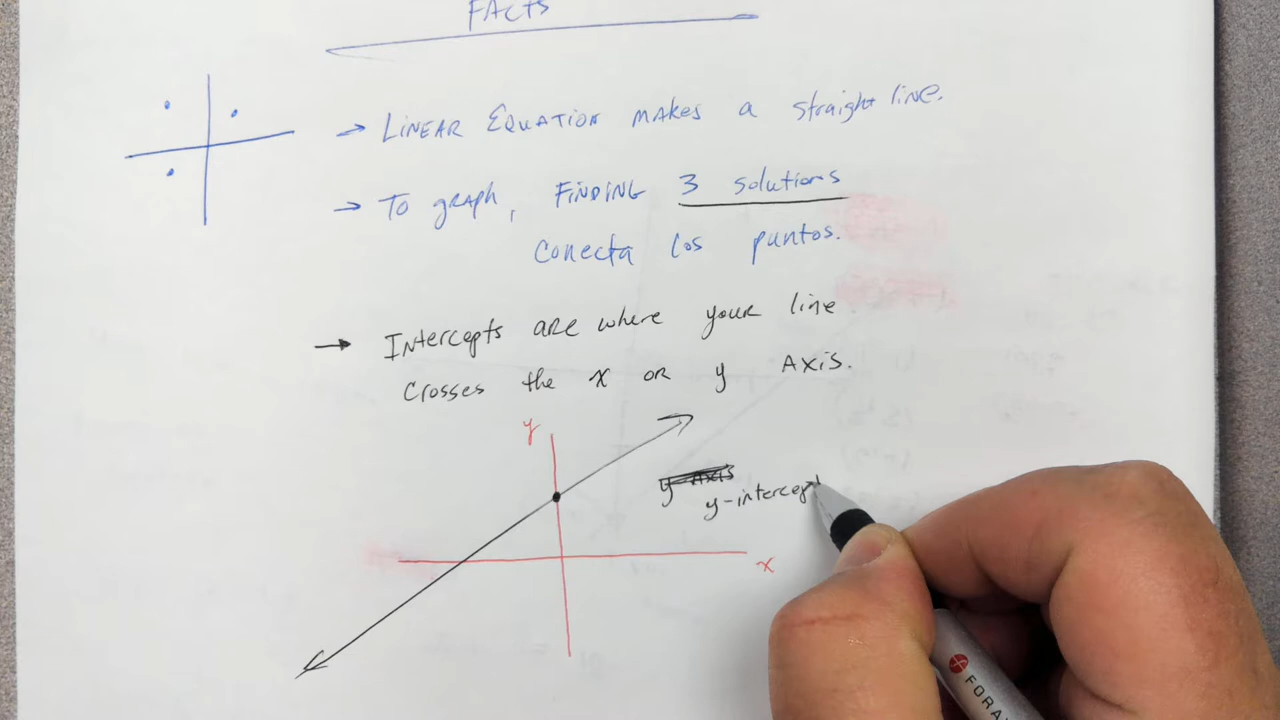 FACTS
→ LINEAR EQUATION MAKES a straight line.
→ To graph, FINDING 3 solutions
Conecta los puntos.
→ Intercepts ARE where your line
crosses the x OR y AXIS.
y
y-intercept
x
FORA